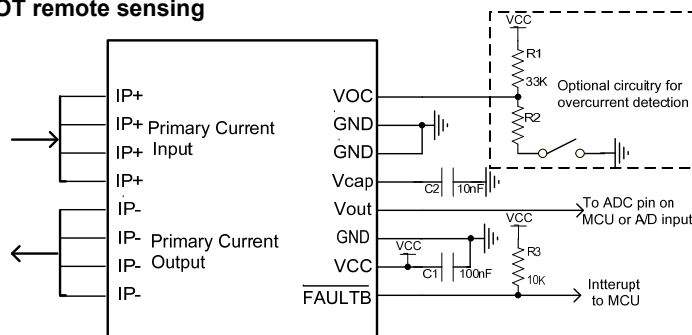 OT remote sensing
VCC
R1
33K
Optional circuitry for
overcurrent detection
R2
IP+
IP+
IP+
IP+
IP-
IP-
IP-
IP-
Primary Current
Input
Primary Current
Output
VOC
GND
GND
Vcap
Vout
GND
VCC
FAULTB
C2
10nF
To ADC pin on
MCU or A/D input
VCC
VCC
C1
100nF
R3
10K
Intterupt
to MCU